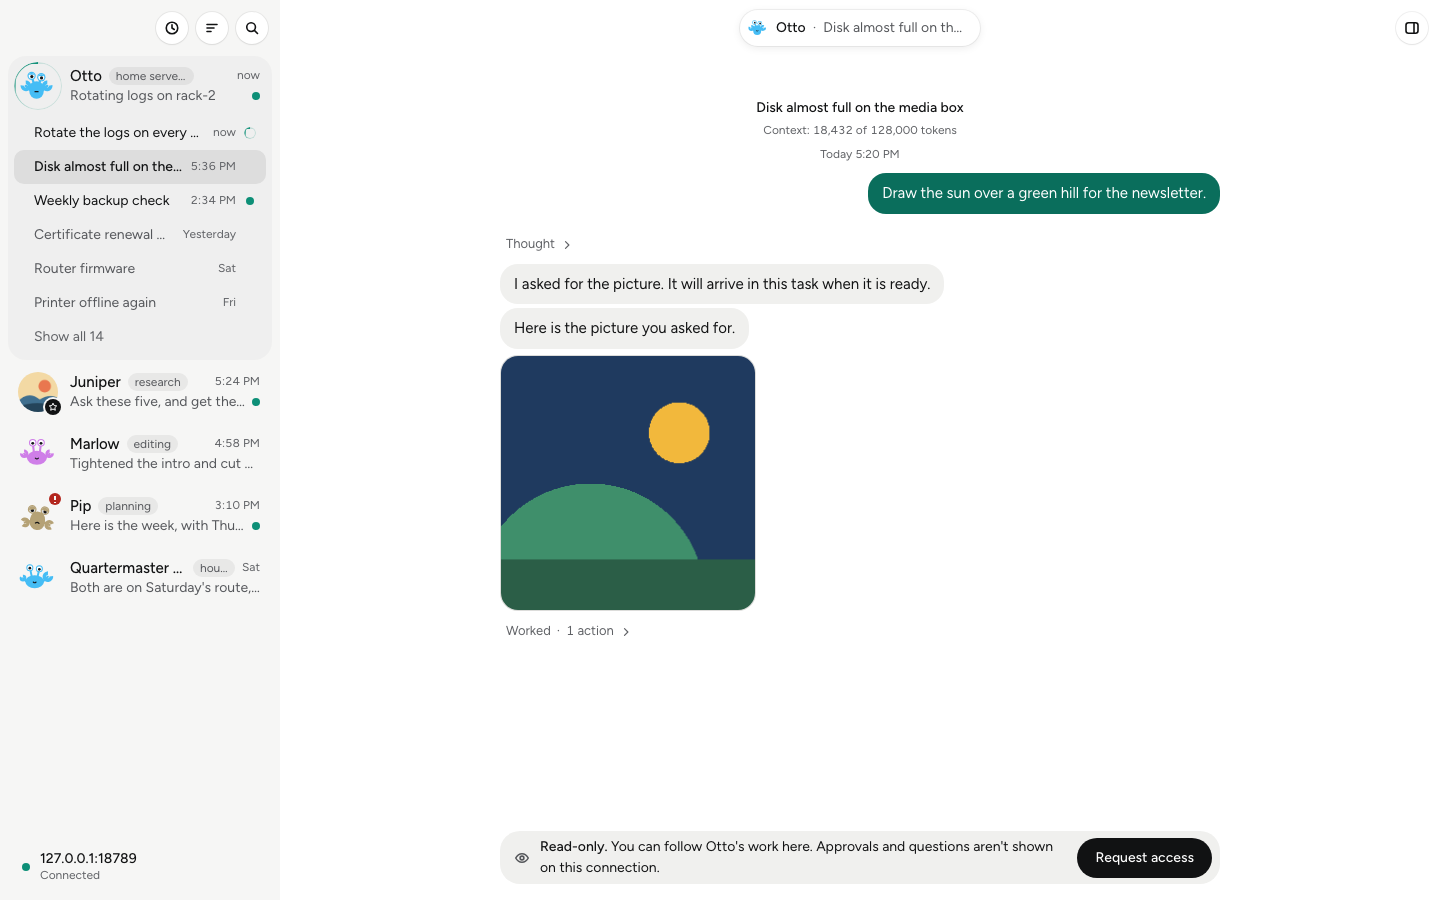 Otto home serve... now
Rotating logs on rack-2
Rotate the logs on every ... now
Disk almost full on the... 5:36 PM
Weekly backup check 2:34 PM
Certificate renewal ... Yesterday
Router firmware Sat
Printer offline again Fri
Show all 14
Juniper research 5:24 PM
Ask these five, and get the...
Marlow editing 4:58 PM
Tightened the intro and cut ...
Pip planning 3:10 PM
Here is the week, with Thu...
Quartermaster ... hou... Sat
Both are on Saturday's route,...
127.0.0.1:18789
Connected
Otto · Disk almost full on th...
Disk almost full on the media box
Context: 18,432 of 128,000 tokens
Today 5:20 PM
Draw the sun over a green hill for the newsletter.
Thought
I asked for the picture. It will arrive in this task when it is ready.
Here is the picture you asked for.
Worked · 1 action
Read-only. You can follow Otto's work here. Approvals and questions aren't shown
on this connection.
Request access